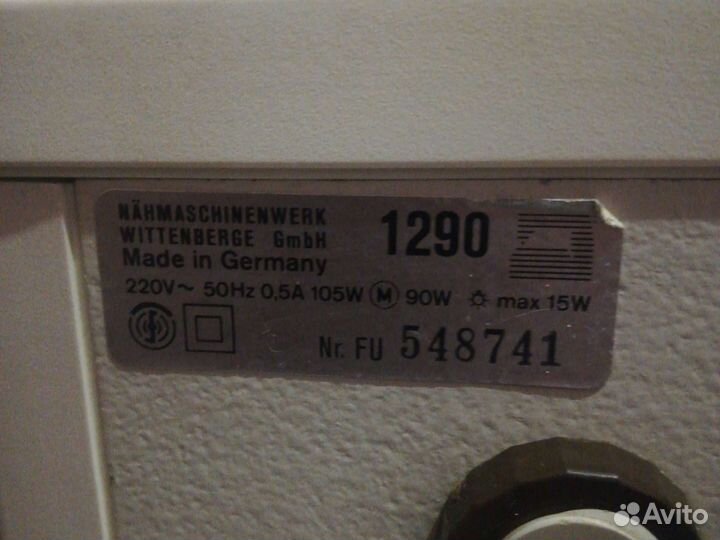 NÄHMASCHINENWERK
WITTENBERGE GmbH
1290
Made in Germany
220V~ 50Hz 0,5A 105W M 90W max 15W
Nr. FU 548741
Avito